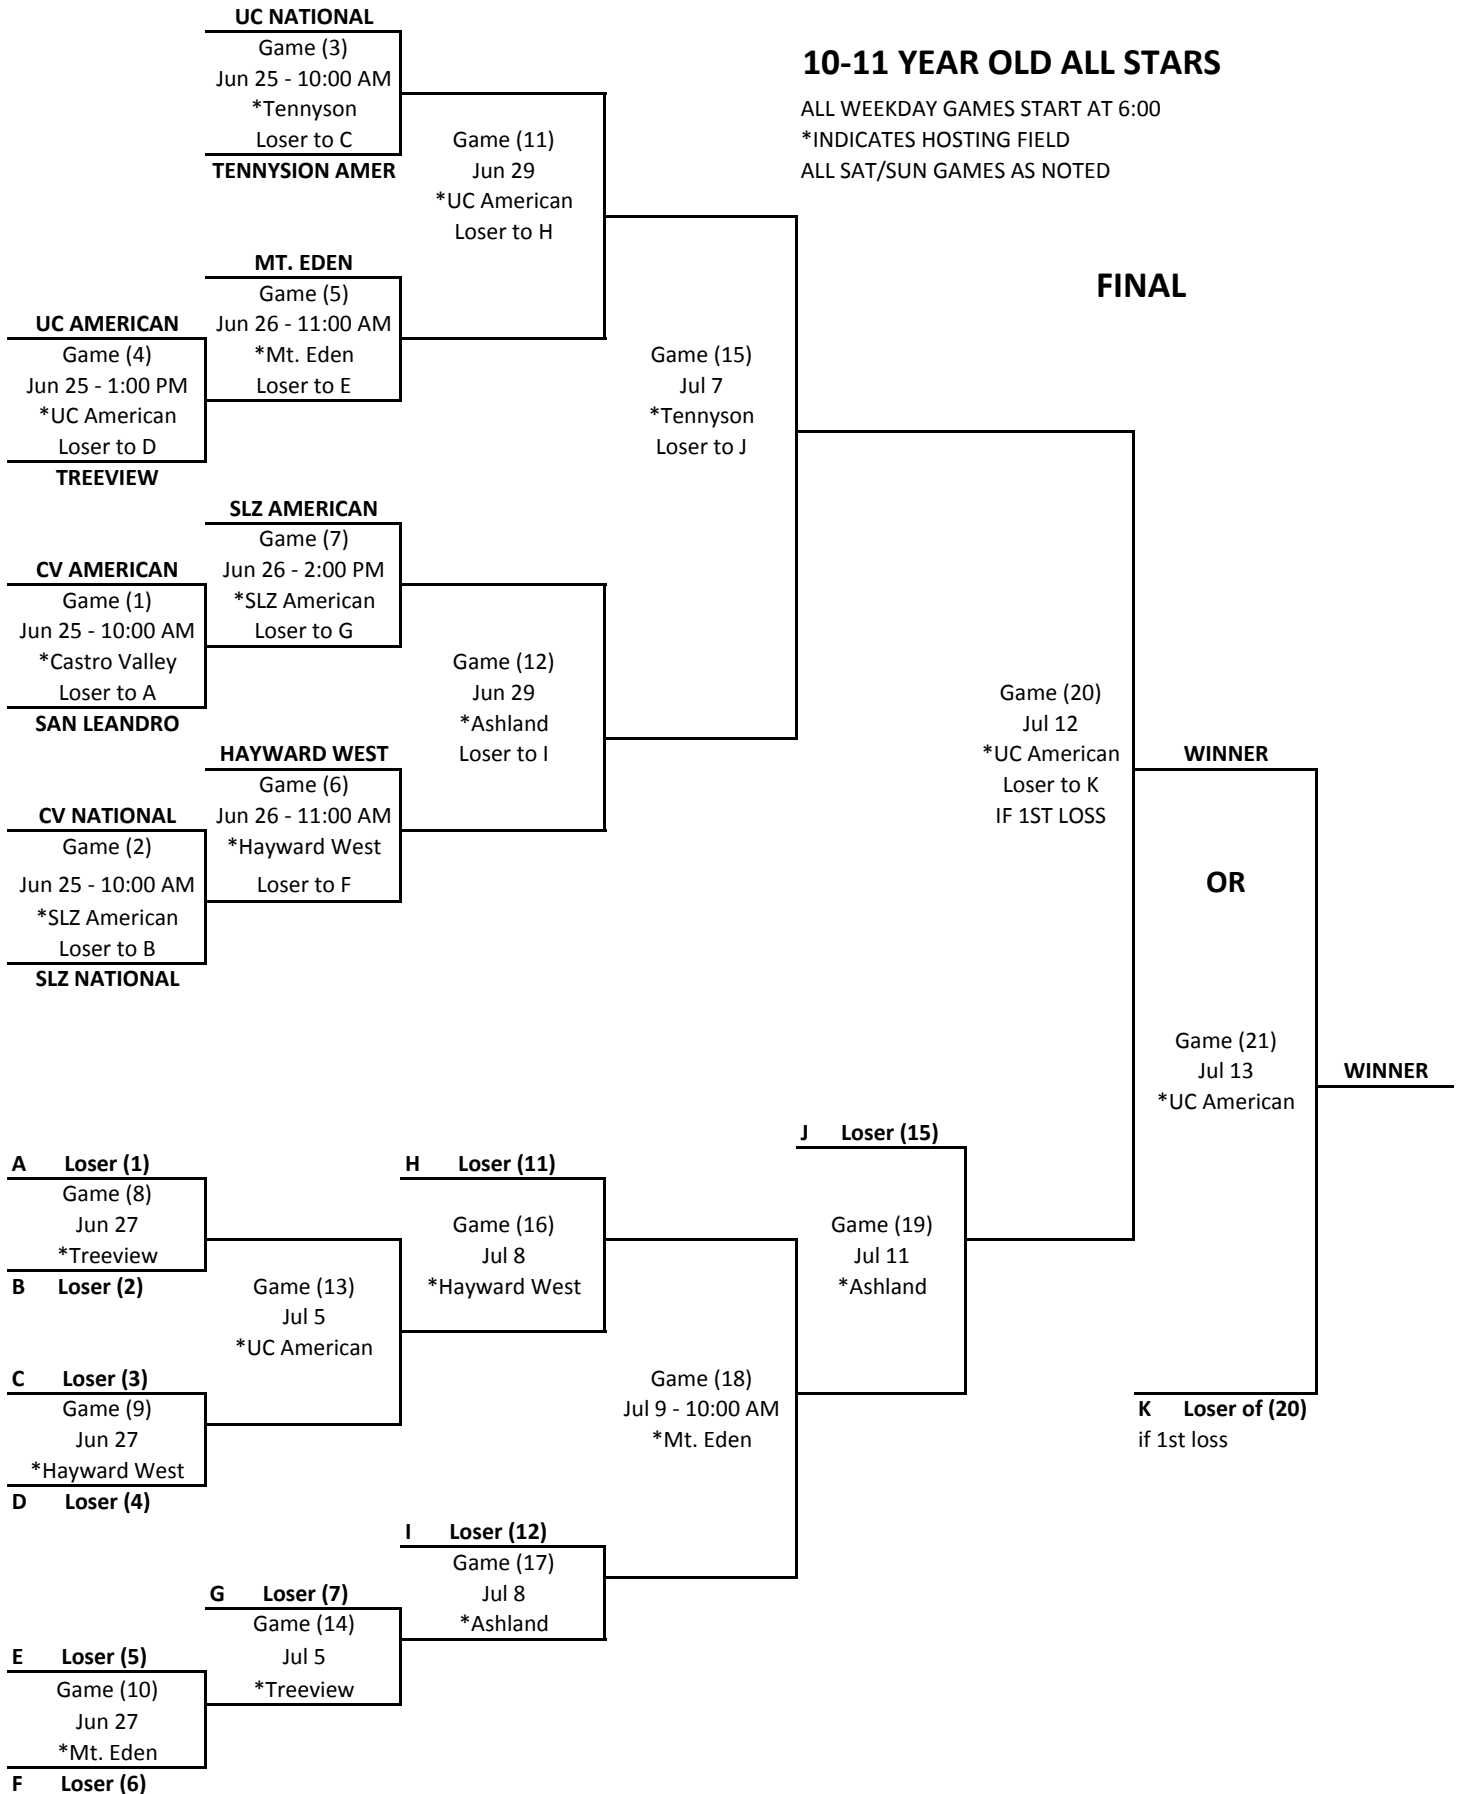 UC NATIONAL
Game (3)
Jun 25 - 10:00 AM
*Tennyson
Loser to C
TENNYSION AMER
10-11 YEAR OLD ALL STARS
ALL WEEKDAY GAMES START AT 6:00
*INDICATES HOSTING FIELD
ALL SAT/SUN GAMES AS NOTED
Game (11)
Jun 29
*UC American
Loser to H
MT. EDEN
Game (5)
Jun 26 - 11:00 AM
*Mt. Eden
Loser to E
FINAL
UC AMERICAN
Game (4)
Jun 25 - 1:00 PM
*UC American
Loser to D
TREEVIEW
Game (15)
Jul 7
*Tennyson
Loser to J
SLZ AMERICAN
Game (7)
Jun 26 - 2:00 PM
*SLZ American
Loser to G
CV AMERICAN
Game (1)
Jun 25 - 10:00 AM
*Castro Valley
Loser to A
SAN LEANDRO
Game (12)
Jun 29
*Ashland
Loser to I
HAYWARD WEST
Game (6)
Jun 26 - 11:00 AM
*Hayward West
Loser to F
CV NATIONAL
Game (2)
Jun 25 - 10:00 AM
*SLZ American
Loser to B
SLZ NATIONAL
Game (20)
Jul 12
*UC American
Loser to K
IF 1ST LOSS
WINNER
OR
Game (21)
Jul 13
*UC American
WINNER
A Loser (1)
Game (8)
Jun 27
*Treeview
B Loser (2)
Game (13)
Jul 5
*UC American
C Loser (3)
Game (9)
Jun 27
*Hayward West
D Loser (4)
H Loser (11)
Game (16)
Jul 8
*Hayward West
J Loser (15)
Game (19)
Jul 11
*Ashland
Game (18)
Jul 9 - 10:00 AM
*Mt. Eden
K Loser of (20)
if 1st loss
I Loser (12)
Game (17)
Jul 8
*Ashland
G Loser (7)
Game (14)
Jul 5
*Treeview
E Loser (5)
Game (10)
Jun 27
*Mt. Eden
F Loser (6)